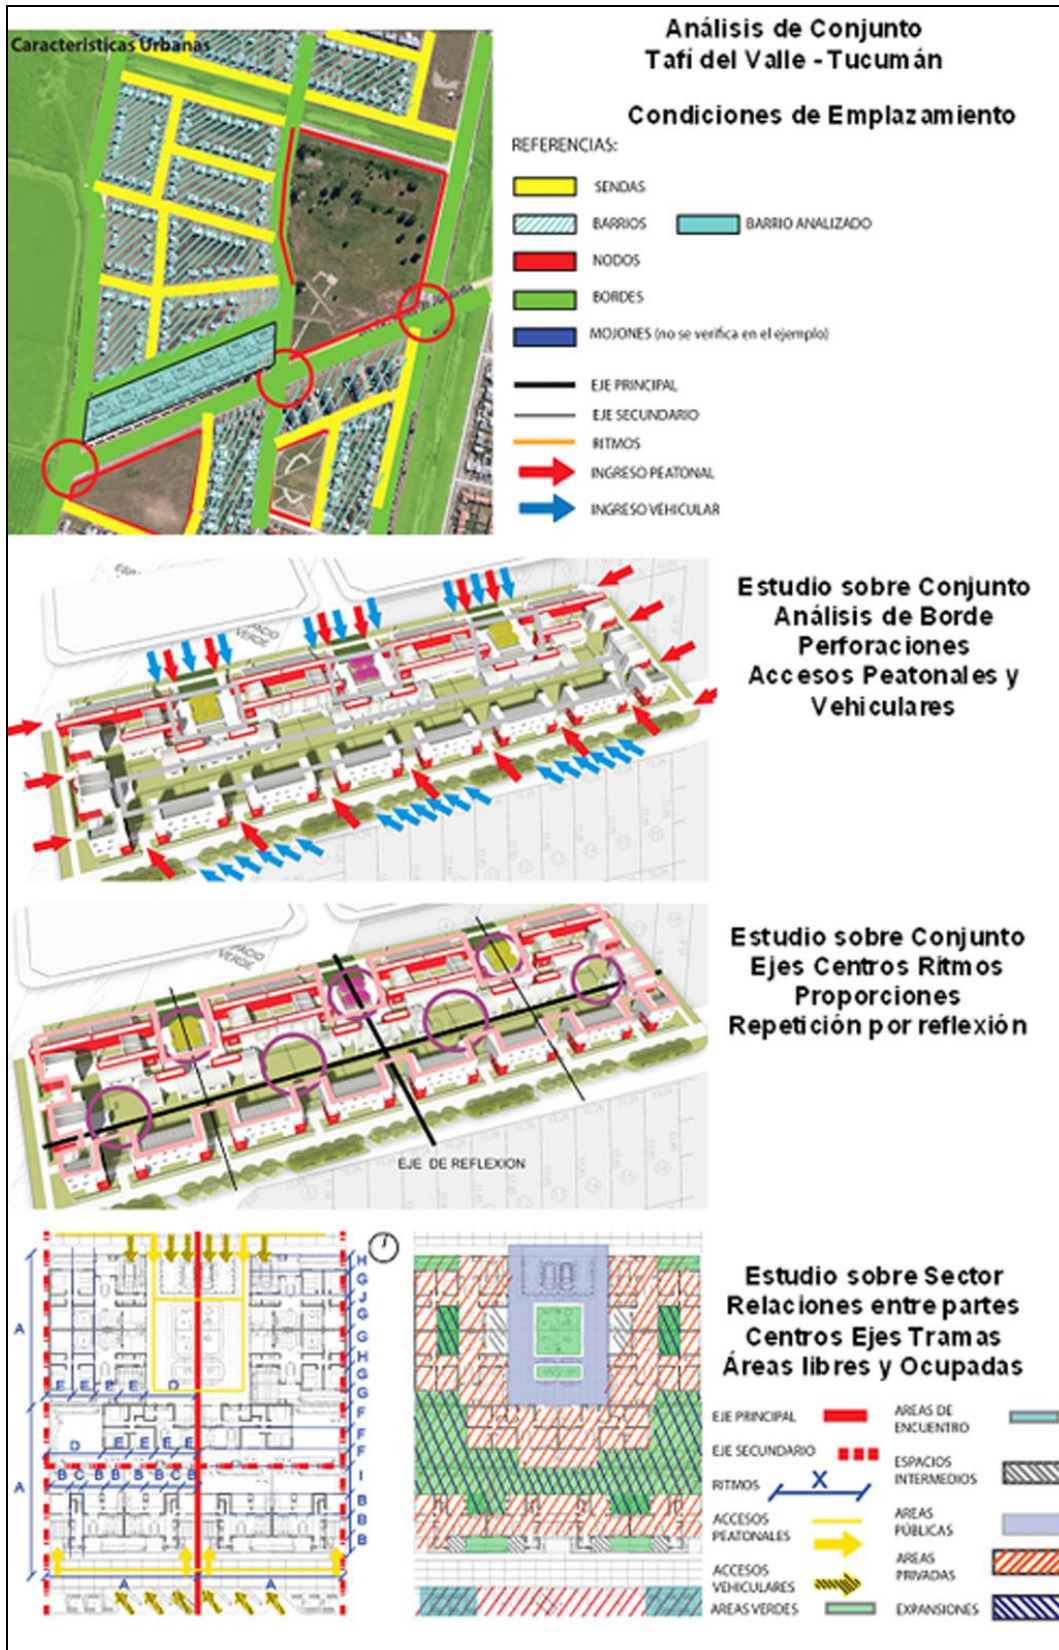 Características Urbanas
Análisis de Conjunto
Tafí del Valle - Tucumán
Condiciones de Emplazamiento
REFERENCIAS:
SENDAS
BARRIOS
BARRIO ANALIZADO
NODOS
BORDES
MOJONES (no se verifica en el ejemplo)
EJE PRINCIPAL
EJE SECUNDARIO
RITMOS
INGRESO PEATONAL
INGRESO VEHICULAR
VERDE
Estudio sobre Conjunto
Análisis de Borde
Perforaciones
Accesos Peatonales y
Vehiculares
VERDE
EJE DE REFLEXION
Estudio sobre Conjunto
Ejes Centros Ritmos
Proporciones
Repetición por reflexión
A
A
H
G
J
G
G
H
G
G
F
F
F
I
B
B
B
D
D
E
E
E
E
B
C
B
B
B
B
C
B
A
A
Estudio sobre Sector
Relaciones entre partes
Centros Ejes Tramas
Áreas libres y Ocupadas
EJE PRINCIPAL
EJE SECUNDARIO
RITMOS
X
ACCESOS
PEATONALES
ACCESOS
VEHICULARES
AREAS VERDES
AREAS DE
ENCUENTRO
ESPACIOS
INTERMEDIOS
AREAS
PÚBLICAS
AREAS
PRIVADAS
EXPANSIONES